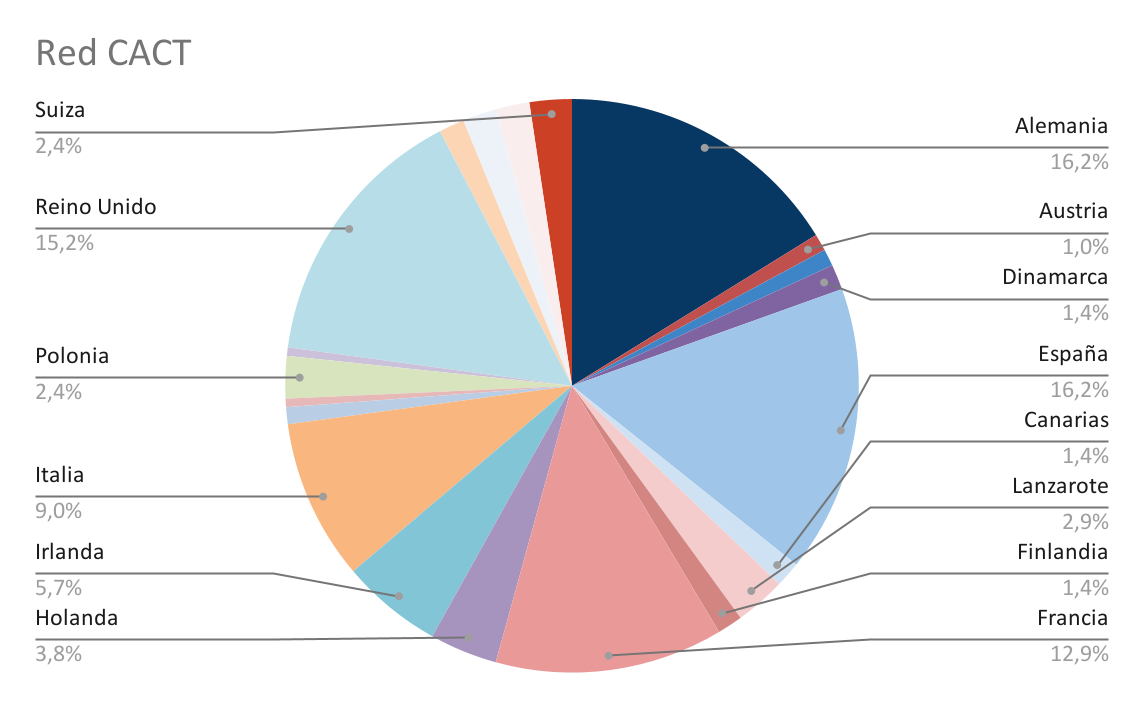 Red CACT
Suiza
2,4%
Reino Unido
15,2%
Polonia
2,4%
Italia
9,0%
Irlanda
5,7%
Holanda
3,8%
Alemania
16,2%
Austria
1,0%
Dinamarca
1,4%
España
16,2%
Canarias
1,4%
Lanzarote
2,9%
Finlandia
1,4%
Francia
12,9%